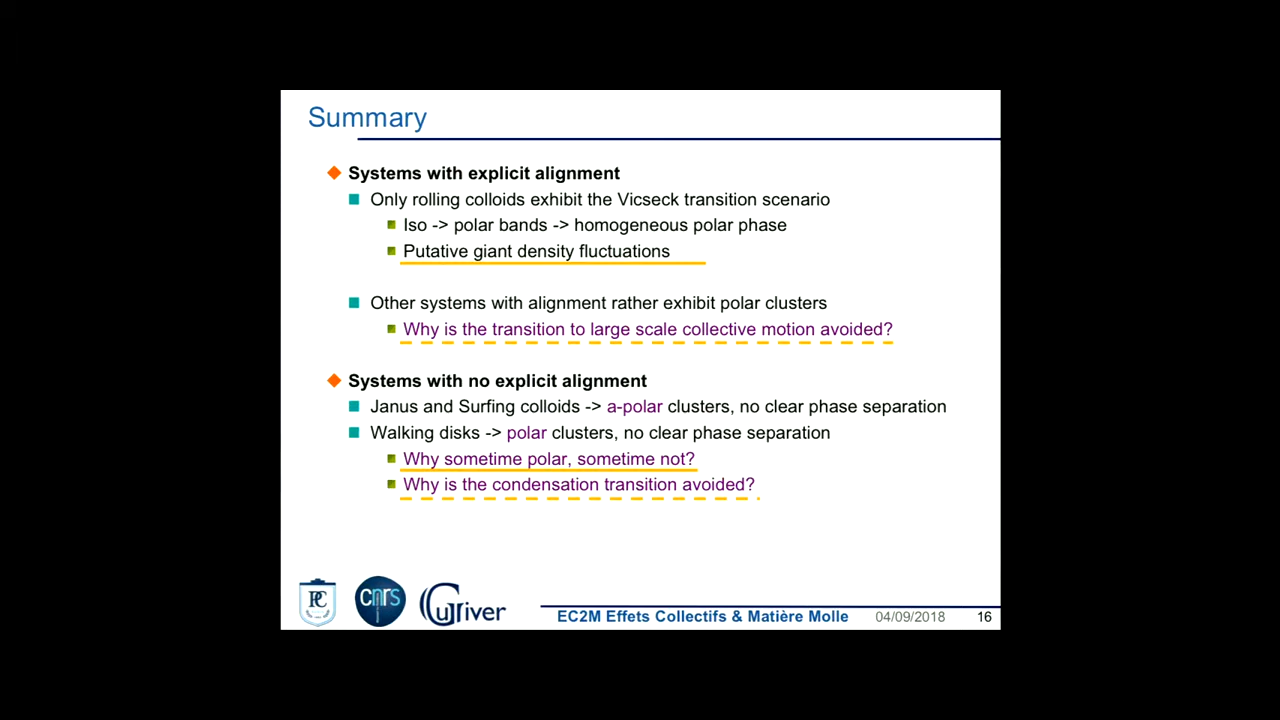 Summary
Systems with explicit alignment
Only rolling colloids exhibit the Vicseck transition scenario
Iso -> polar bands -> homogeneous polar phase
Putative giant density fluctuations
Other systems with alignment rather exhibit polar clusters
Why is the transition to large scale collective motion avoided?
Systems with no explicit alignment
Janus and Surfing colloids -> a-polar clusters, no clear phase separation
Walking disks -> polar clusters, no clear phase separation
Why sometime polar, sometime not?
Why is the condensation transition avoided?
PC
cnrs
Gulliver
EC2M Effets Collectifs & Matière Molle 04/09/2018 16